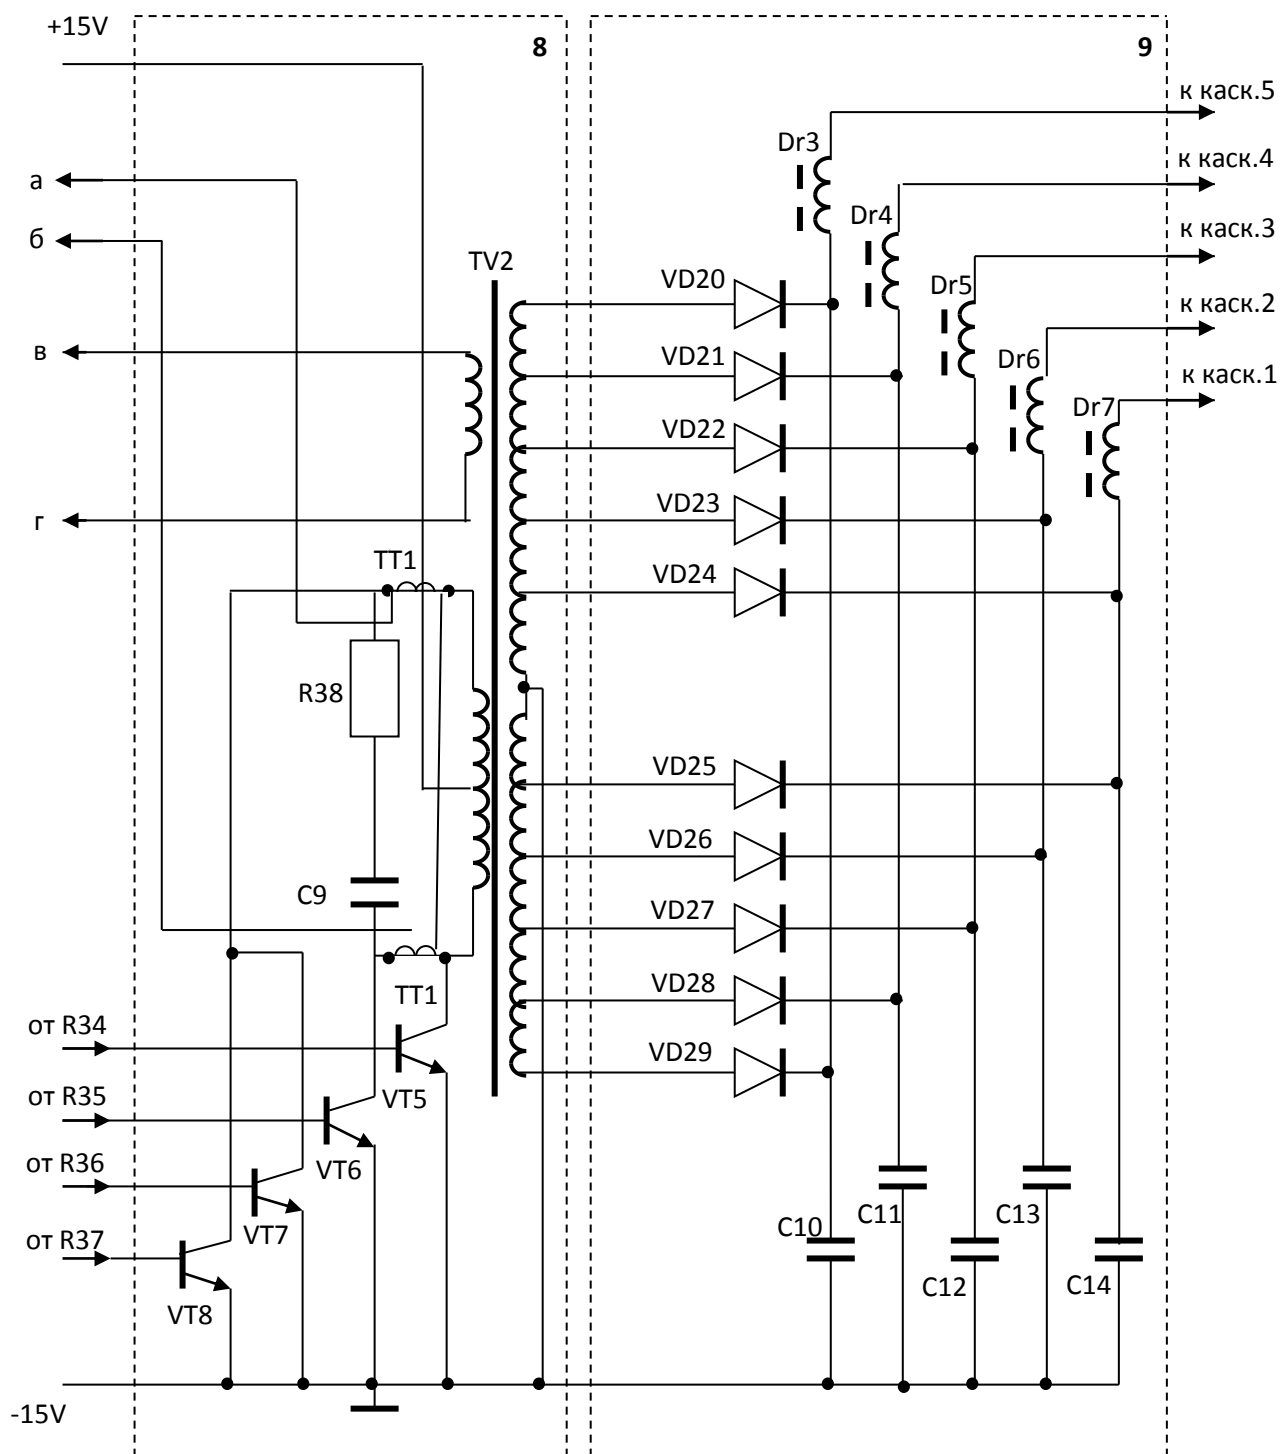 +15V
8
9
к каск.5
Dr3
к каск.4
а
Dr4
к каск.3
б
TV2
VD20
Dr5
к каск.2
в
VD21
Dr6
к каск.1
Dr7
VD22
г
VD23
TT1
VD24
R38
VD25
VD26
C9
VD27
TT1
VD28
от R34
VD29
VT5
от R35
от R36
VT6
C10
C11
C13
от R37
VT7
C12
C14
VT8
-15V